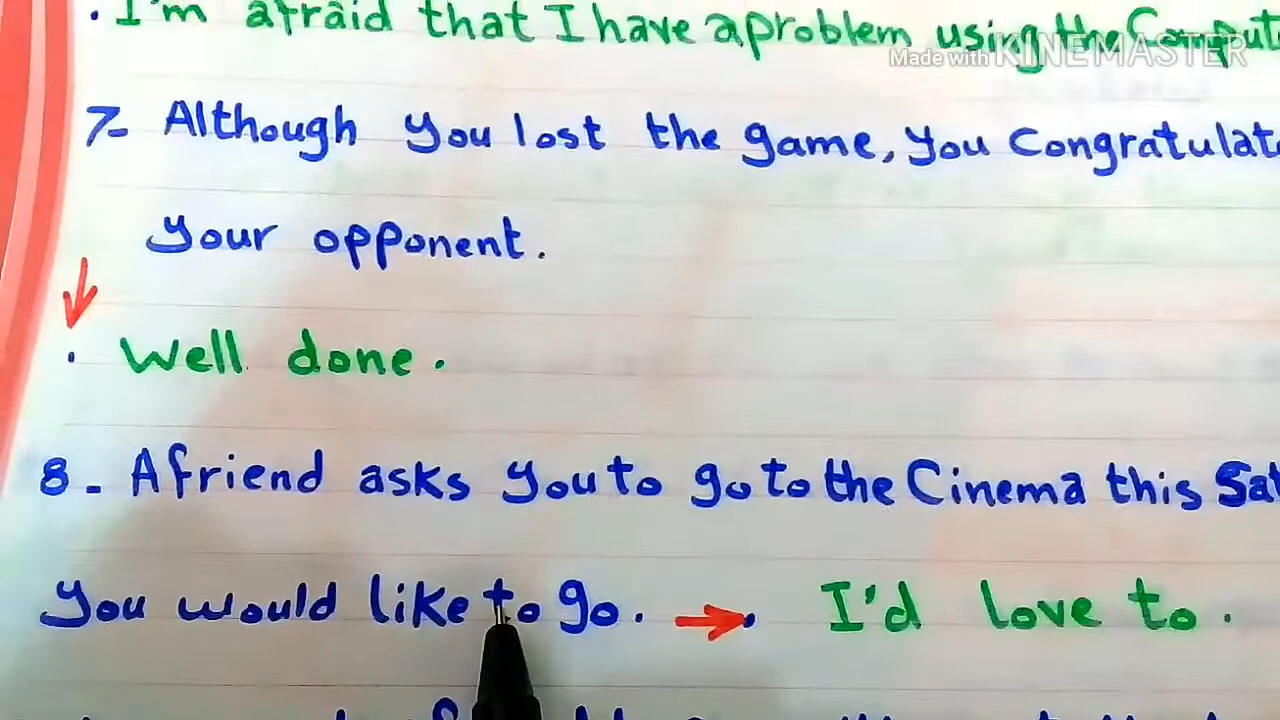 . I'm afraid that I have a problem using the Comput
Made with KINEMASTER
7- Although you lost the game, you Congratulat
your opponent.
. Well done.
8- A friend asks you to go to the Cinema this Sat
you would like to go. → . I'd love to.